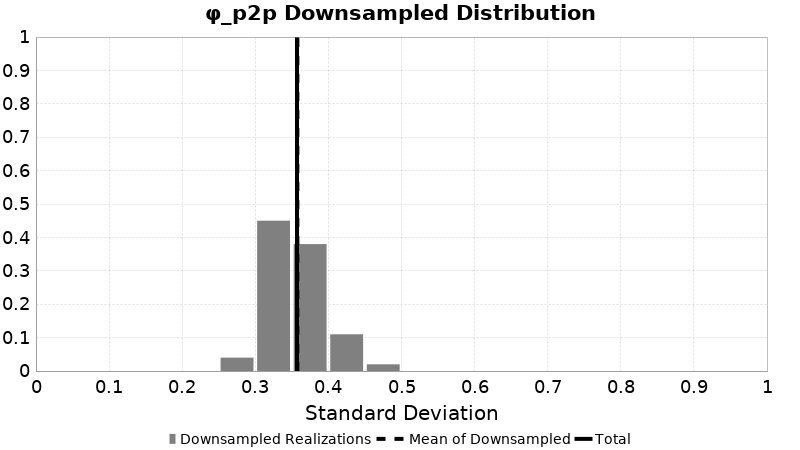 φ_p2p Downsampled Distribution
1
0.9
0.8
0.7
0.6
0.5
0.4
0.3
0.2
0.1
0
0 0.1 0.2 0.3 0.4 0.5 0.6 0.7 0.8 0.9 1
Standard Deviation
Downsampled Realizations Mean of Downsampled Total